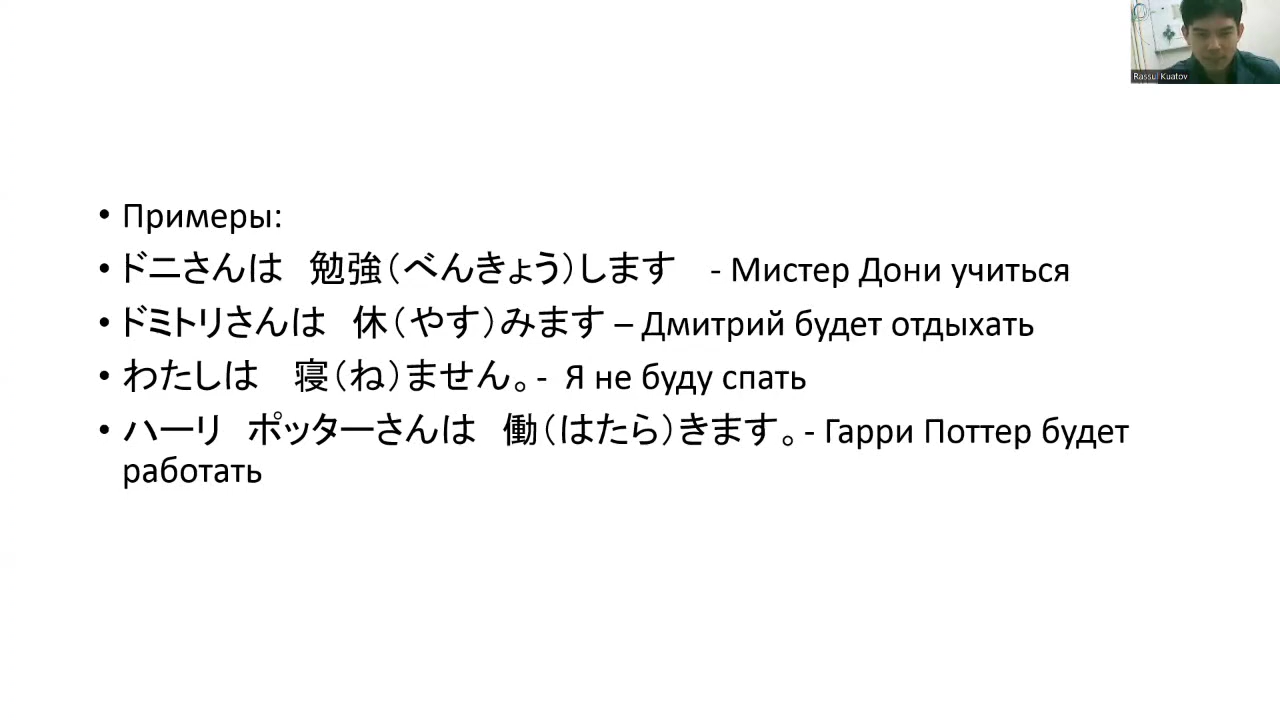 Rassul Kuatov
• Примеры:
• ドニさんは　勉強（べんきょう）します　- Мистер Дони учиться
• ドミトリさんは　休（やす）みます – Дмитрий будет отдыхать
• わたしは　寝（ね）ません。- Я не буду спать
• ハーリ　ポッターさんは　働（はたら）きます。- Гарри Поттер будет
работать